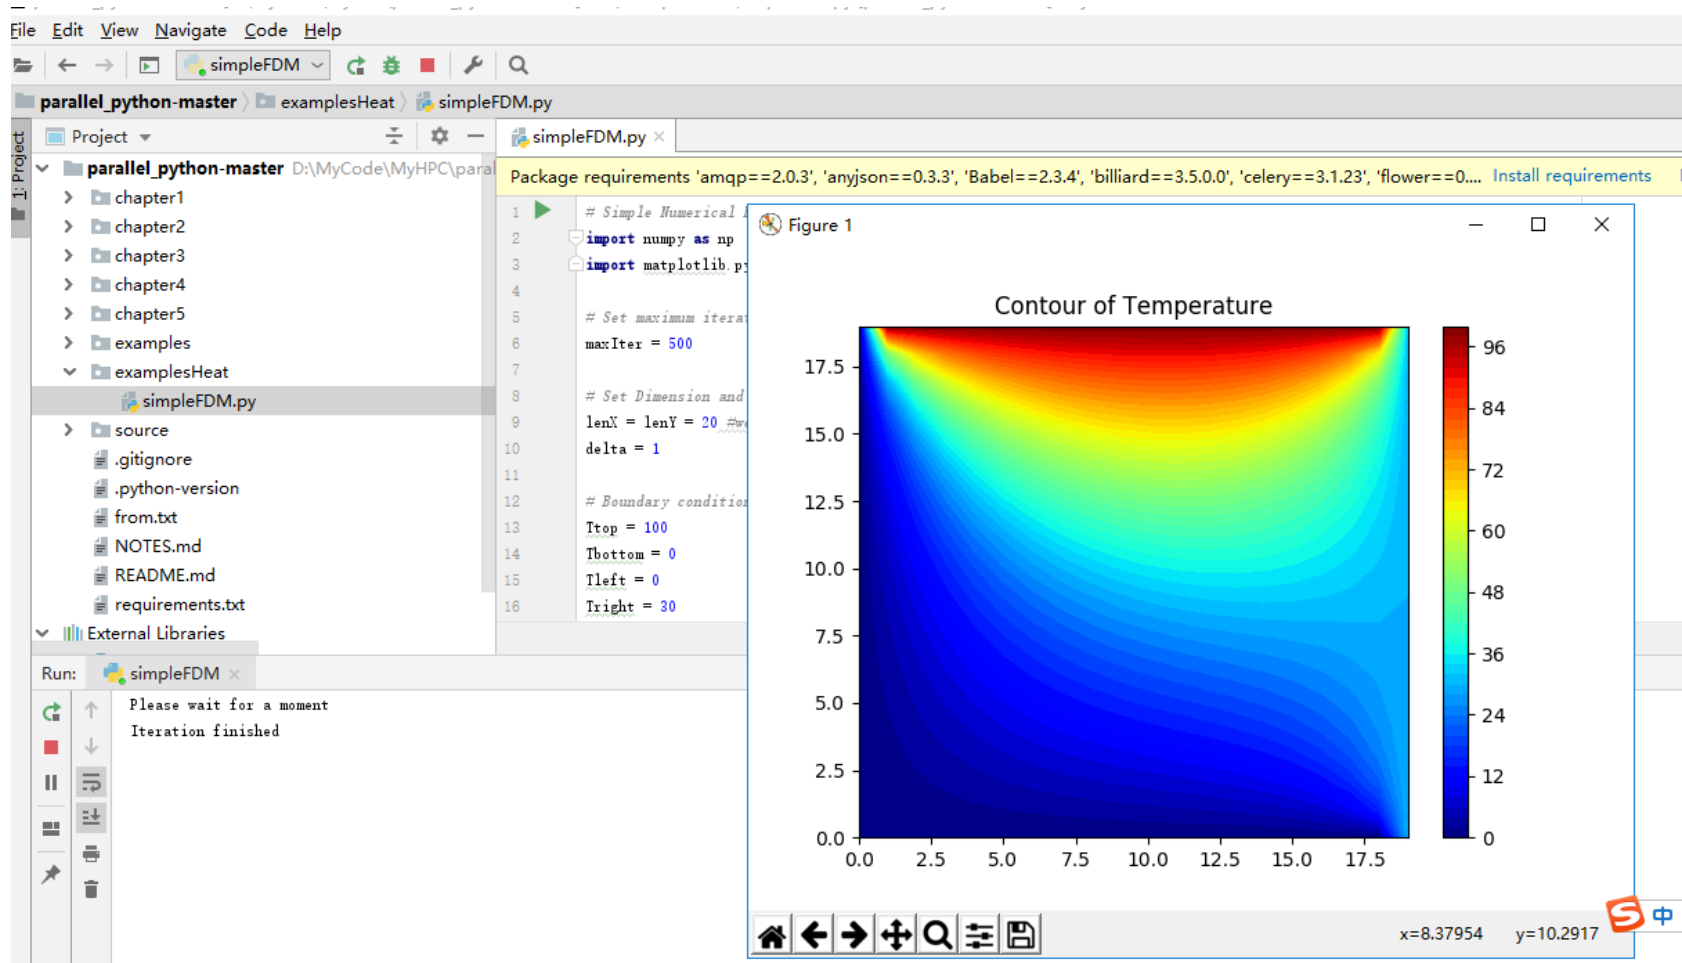 File Edit View Navigate Code Help
simpleFDM
parallel_python-master examplesHeat simpleFDM.py
1: Project
Project
simpleFDM.py
parallel_python-master D:\MyCode\MyHPC\paral
chapter1
chapter2
chapter3
chapter4
chapter5
examples
examplesHeat
simpleFDM.py
source
.gitignore
.python-version
from.txt
NOTES.md
README.md
requirements.txt
External Libraries
Package requirements 'amqp==2.0.3', 'anyjson==0.3.3', 'Babel==2.3.4', 'billiard==3.5.0.0', 'celery==3.1.23', 'flower==0.... Install requirements
1 # Simple Numerical
2 import numpy as np
3 import matplotlib.py
4
5 # Set maximum itera
6 maxIter = 500
7
8 # Set Dimension and
9 lenX = lenY = 20 #we
10 delta = 1
11
12 # Boundary condition
13 Ttop = 100
14 Tbottom = 0
15 Tleft = 0
16 Tright = 30
Figure 1
Contour of Temperature
17.5
15.0
12.5
10.0
7.5
5.0
2.5
0.0
0.0 2.5 5.0 7.5 10.0 12.5 15.0 17.5
96
84
72
60
48
36
24
12
0
x=8.37954 y=10.2917
S 中
Run: simpleFDM
Please wait for a moment
Iteration finished